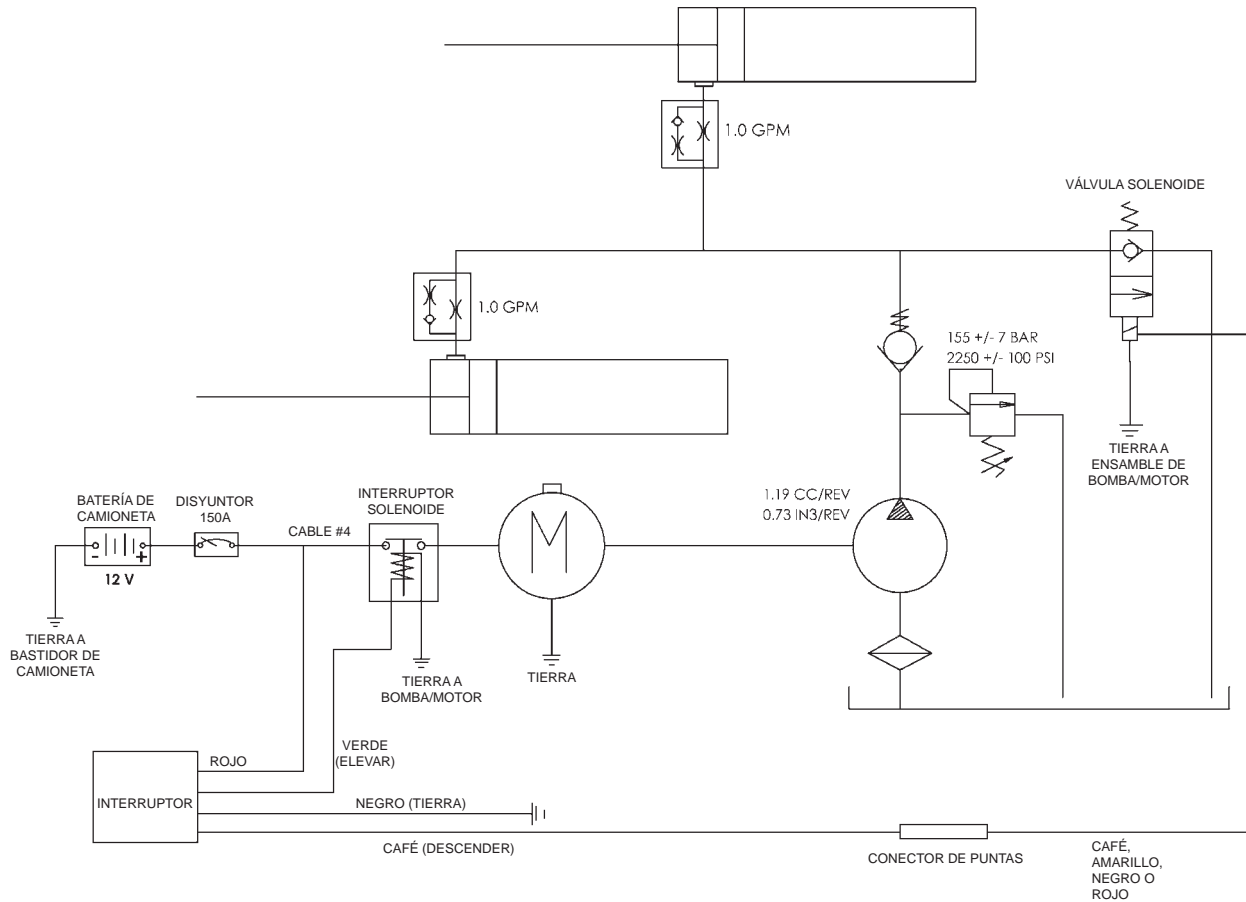 1.0 GPM
VÁLVULA SOLENOIDE
1.0 GPM
155 +/- 7 BAR
2250 +/- 100 PSI
TIERRA A
ENSAMBLE DE
BOMBA/MOTOR
BATERÍA DE
CAMIONETA
DISYUNTOR
150A
CABLE #4
INTERRUPTOR
SOLENOIDE
1.19 CC/REV
0.73 IN3/REV
M
- +
12 V
TIERRA A
BASTIDOR DE
CAMIONETA
TIERRA A
BOMBA/MOTOR
TIERRA
ROJO
VERDE
(ELEVAR)
INTERRUPTOR
NEGRO (TIERRA)
CAFÉ (DESCENDER)
CONECTOR DE PUNTAS
CAFÉ,
AMARILLO,
NEGRO O
ROJO